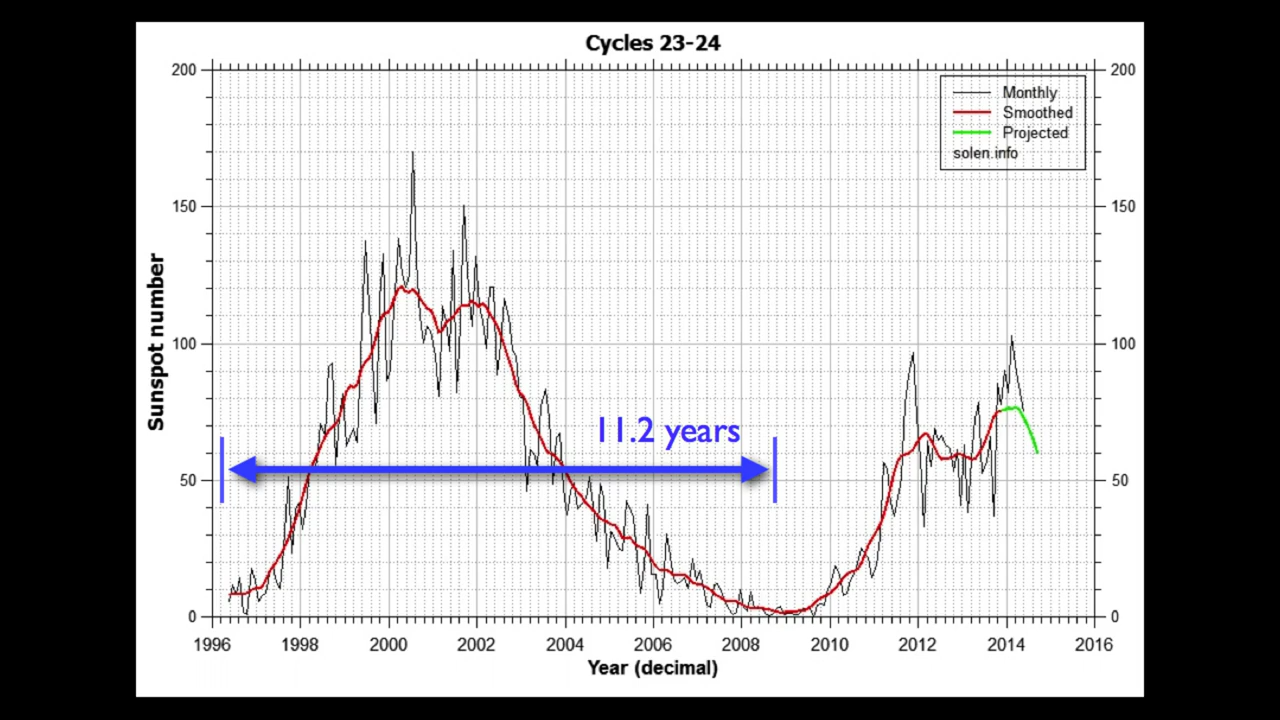 Cycles 23-24
200
150
100
50
0
Sunspot number
Monthly
Smoothed
Projected
solen.info
11.2 years
200
150
100
50
0
1996 1998 2000 2002 2004 2006 2008 2010 2012 2014 2016
Year (decimal)